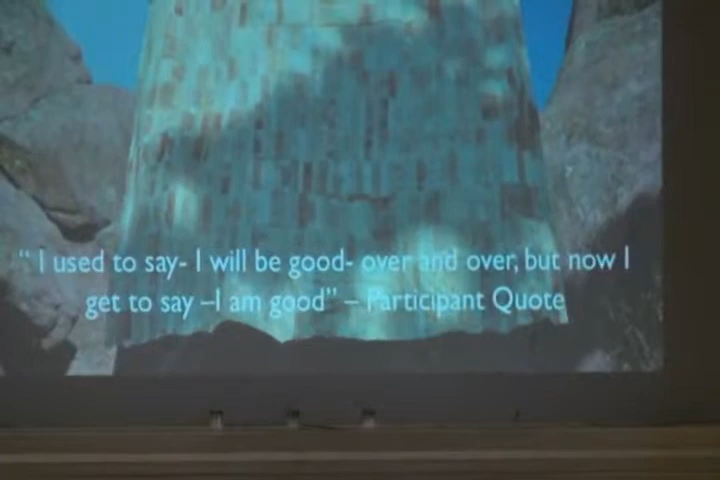 “ I used to say- I will be good- over and over, but now I
get to say –I am good” – Participant Quote